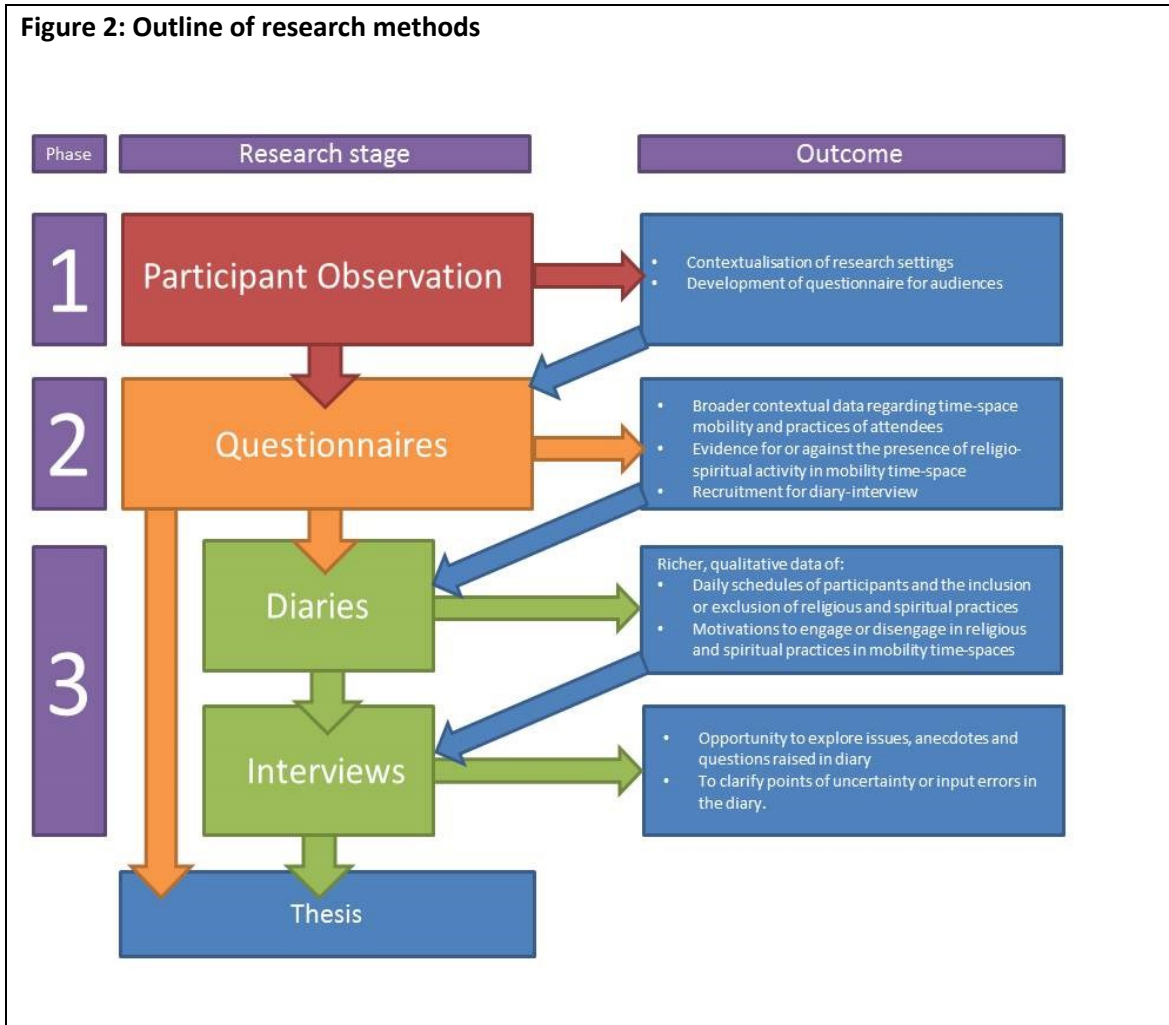 Figure 2: Outline of research methods
Phase
Research stage
Outcome
1
Participant Observation
• Contextualisation of research settings
• Development of questionnaire for audiences
2
Questionnaires
• Broader contextual data regarding time-space
mobility and practices of attendees
• Evidence for or against the presence of religio-
spiritual activity in mobility time-space
• Recruitment for diary-interview
3
Diaries
Richer, qualitative data of:
• Daily schedules of participants and the inclusion
or exclusion of religious and spiritual practices
• Motivations to engage or disengage in religious
and spiritual practices in mobility time-spaces
Interviews
• Opportunity to explore issues, anecdotes and
questions raised in diary
• To clarify points of uncertainty or input errors in
the diary.
Thesis